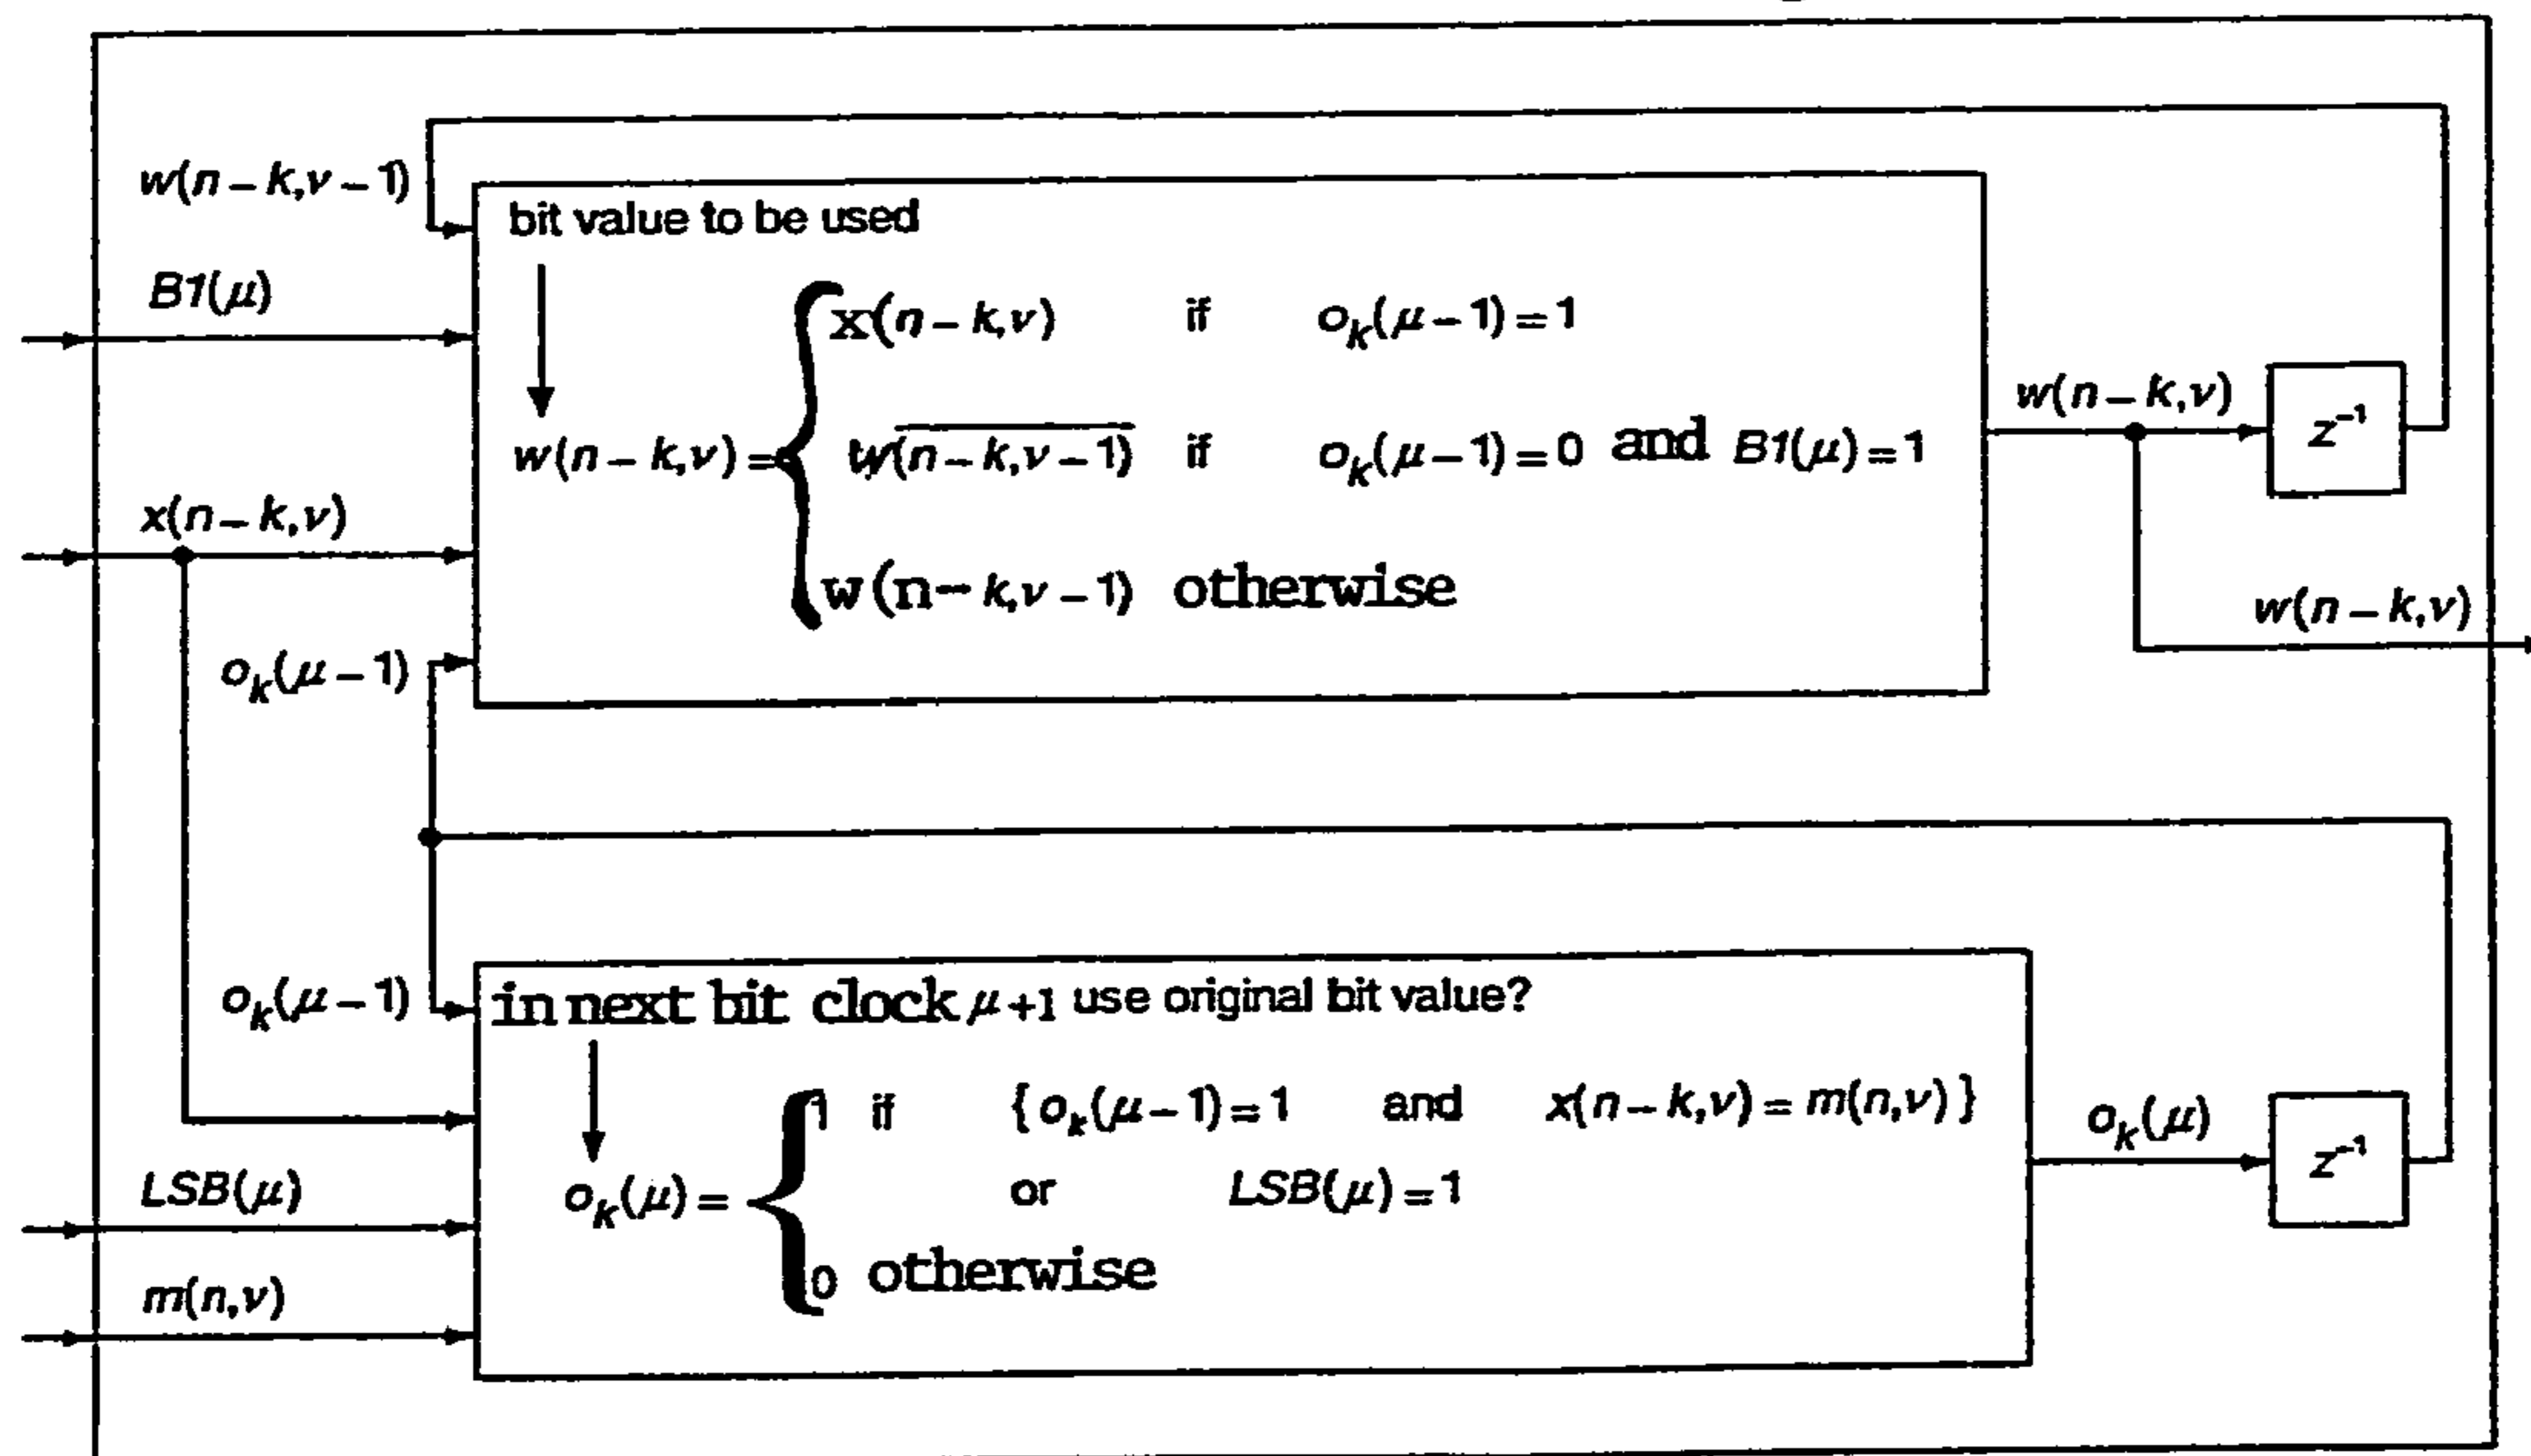 w(n – k,ν – 1)
bit value to be used
B1(μ)
x(n – k,ν) if o_k(μ – 1) = 1
w(n – k,ν) = w̅(̅n̅ ̅–̅ ̅k̅,̅ν̅ ̅–̅ ̅1̅)̅ if o_k(μ – 1) = 0 and B1(μ) = 1
w(n – k,ν) z⁻¹
x(n – k,ν)
w(n – k,ν – 1) otherwise
w(n – k,ν)
o_k(μ – 1)
o_k(μ – 1)
in next bit clock μ +1 use original bit value?
1 if { o_k(μ – 1) = 1 and x(n – k,ν) = m(n,ν) }
o_k(μ) z⁻¹
LSB(μ)
o_k(μ) = or LSB(μ) = 1
0 otherwise
m(n,ν)